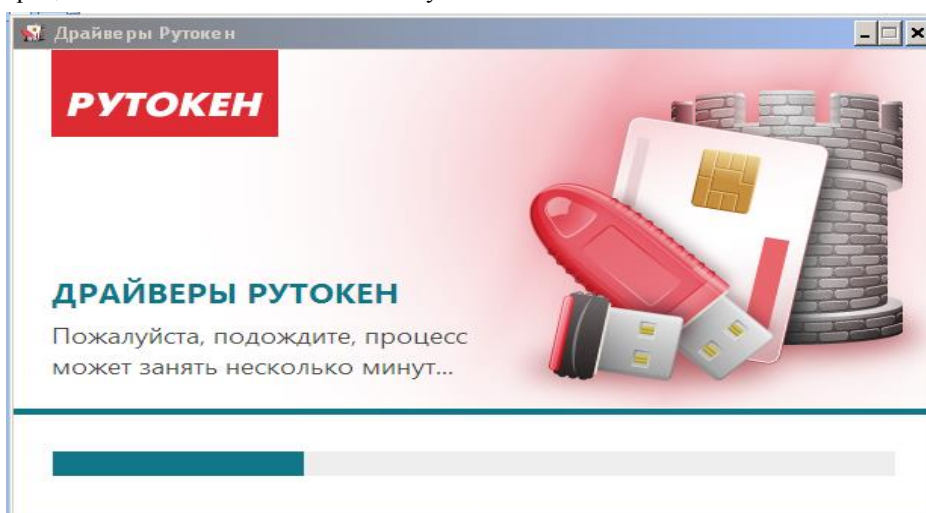 Драйверы Рутокен
РУТОКЕН
ДРАЙВЕРЫ РУТОКЕН
Пожалуйста, подождите, процесс
может занять несколько минут...